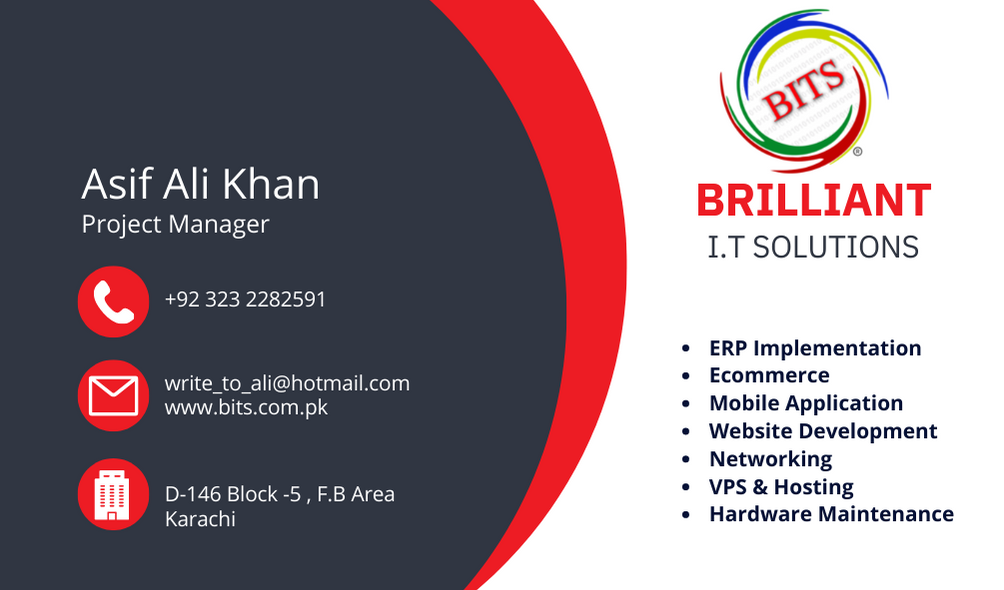 Asif Ali Khan
Project Manager
+92 323 2282591
write_to_ali@hotmail.com
www.bits.com.pk
D-146 Block -5 , F.B Area
Karachi
BITS
®
BRILLIANT
I.T SOLUTIONS
• ERP Implementation
• Ecommerce
• Mobile Application
• Website Development
• Networking
• VPS & Hosting
• Hardware Maintenance